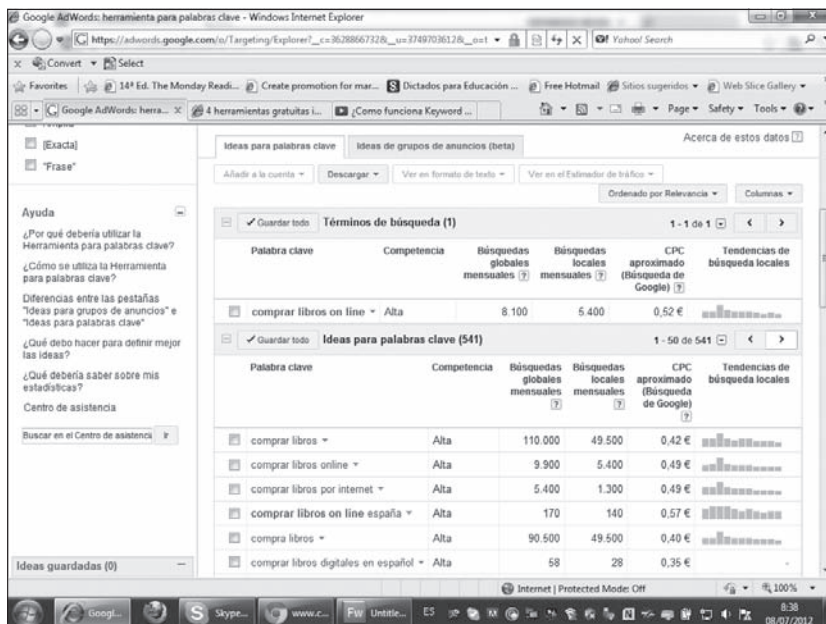 Google AdWords: herramienta para palabras clave - Windows Internet Explorer
https://adwords.google.com/o/Targeting/Explorer?__c=3628866732&__u=3749703612&__o=t
Yahoo! Search
x Convert Select
Favorites 14ª Ed. The Monday Readi... Create promotion for mar... Dictados para Educación ... Free Hotmail Sitios sugeridos Web Slice Gallery
Google AdWords: herra... X 4 herramientas gratuitas i... ¿Como funciona Keyword ... Page Safety Tools
[Exacta]
"Frase"
Ayuda
¿Por qué debería utilizar la
Herramienta para palabras clave?
¿Cómo se utiliza la Herramienta
para palabras clave?
Diferencias entre las pestañas
"Ideas para grupos de anuncios" e
"Ideas para palabras clave"
¿Qué debo hacer para definir mejor
las ideas?
¿Qué debería saber sobre mis
estadísticas?
Centro de asistencia
Buscar en el Centro de asistenci Ir
Ideas guardadas (0)
Acerca de estos datos ?
Ideas para palabras clave Ideas de grupos de anuncios (beta)
Añadir a la cuenta Descargar Ver en formato de texto Ver en el Estimador de tráfico
Ordenado por Relevancia Columnas
Guardar todo Términos de búsqueda (1) 1 - 1 de 1
Palabra clave Competencia Búsquedas globales mensuales ? Búsquedas locales mensuales ? CPC aproximado (Búsqueda de Google) ? Tendencias de búsqueda locales
comprar libros on line Alta 8.100 5.400 0,52 €
Guardar todo Ideas para palabras clave (541) 1 - 50 de 541
Palabra clave Competencia Búsquedas globales mensuales ? Búsquedas locales mensuales ? CPC aproximado (Búsqueda de Google) ? Tendencias de búsqueda locales
comprar libros Alta 110.000 49.500 0,42 €
comprar libros online Alta 9.900 5.400 0,49 €
comprar libros por internet Alta 5.400 1.300 0,49 €
comprar libros on line españa Alta 170 140 0,57 €
compra libros Alta 90.500 49.500 0,40 €
comprar libros digitales en español Alta 58 28 0,35 € -
Internet | Protected Mode: Off 100%
Googl... Skype... www.c... Fw Untitle... ES 8:38
08/07/2012